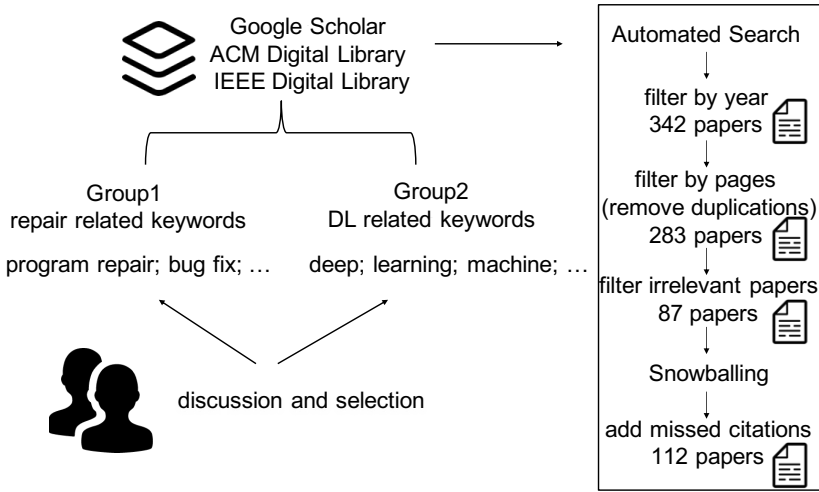 Google Scholar
ACM Digital Library
IEEE Digital Library
Group1
repair related keywords
program repair; bug fix; …
Group2
DL related keywords
deep; learning; machine; …
discussion and selection
Automated Search
filter by year
342 papers
filter by pages
(remove duplications)
283 papers
filter irrelevant papers
87 papers
Snowballing
add missed citations
112 papers